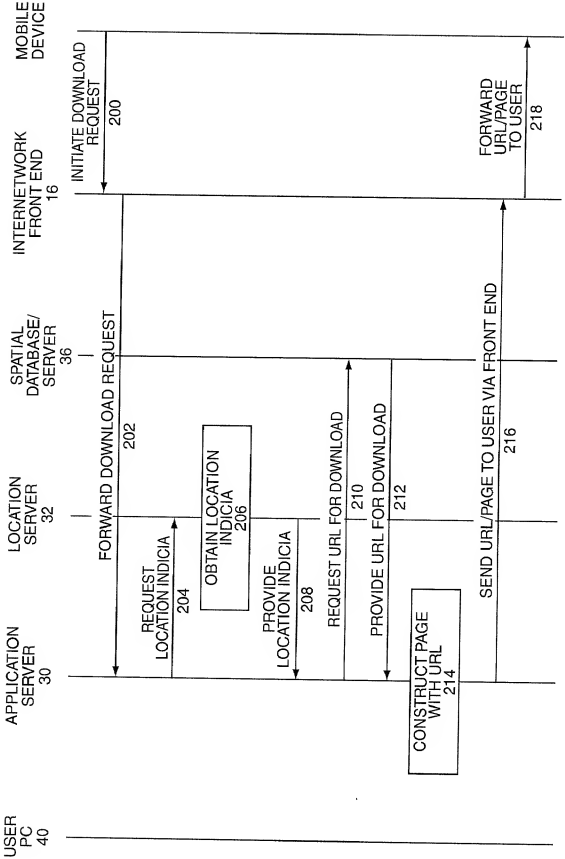 USER
PC
40
APPLICATION
SERVER
30
LOCATION
SERVER
32
SPATIAL
DATABASE/
SERVER
36
INTERNETWORK
FRONT END
16
MOBILE
DEVICE
INITIATE DOWNLOAD
REQUEST
200
FORWARD DOWNLOAD REQUEST
202
REQUEST
LOCATION INDICIA
204
OBTAIN LOCATION
INDICIA
206
PROVIDE
LOCATION INDICIA
208
REQUEST URL FOR DOWNLOAD
210
PROVIDE URL FOR DOWNLOAD
212
CONSTRUCT PAGE
WITH URL
214
SEND URL/PAGE TO USER VIA FRONT END
216
FORWARD
URL/PAGE
TO USER
218